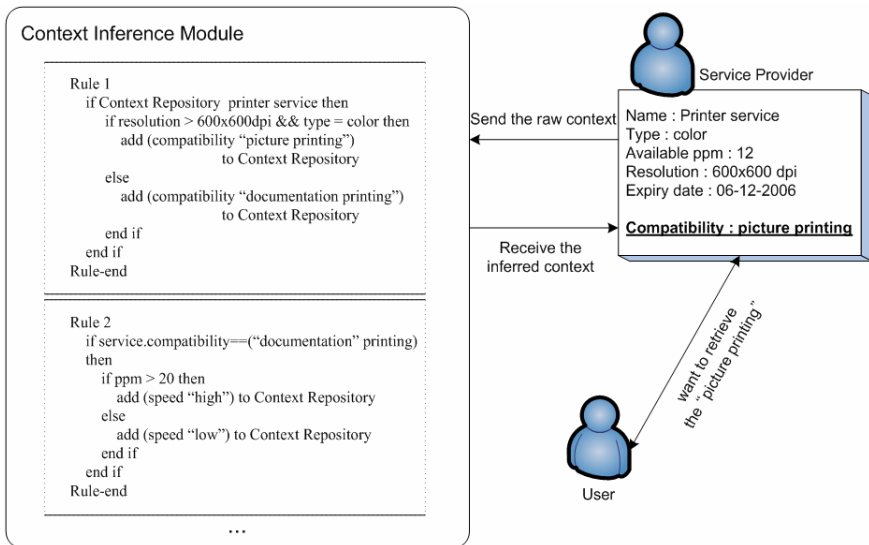 Context Inference Module
Rule 1
if Context Repository printer service then
if resolution > 600x600dpi && type = color then
add (compatibility “picture printing”)
to Context Repository
else
add (compatibility “documentation printing”)
to Context Repository
end if
end if
Rule-end
Rule 2
if service.compatibility==(“documentation” printing)
then
if ppm > 20 then
add (speed “high”) to Context Repository
else
add (speed “low”) to Context Repository
end if
end if
Rule-end
...
Send the raw context
Receive the
inferred context
Service Provider
Name : Printer service
Type : color
Available ppm : 12
Resolution : 600x600 dpi
Expiry date : 06-12-2006
Compatibility : picture printing
want to retrieve
the “picture printing”
User